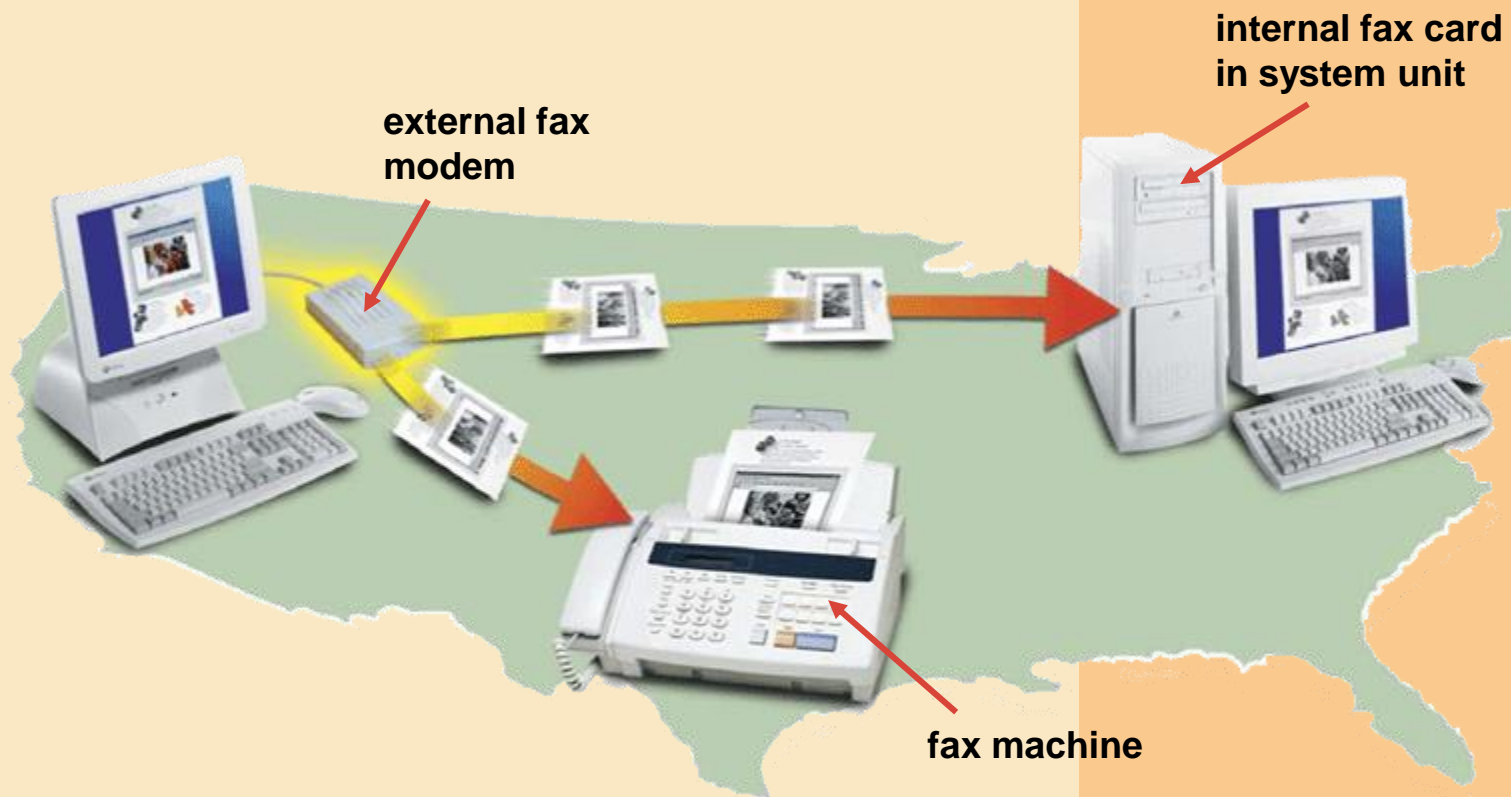 internal fax card
in system unit
external fax
modem
fax machine